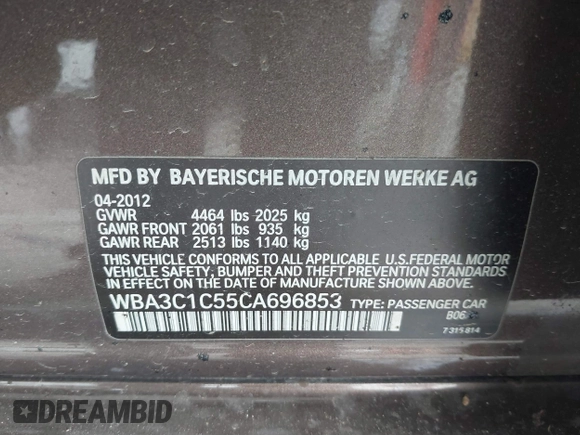 MFD BY BAYERISCHE MOTOREN WERKE AG
04-2012
GVWR 4464 lbs 2025 kg
GAWR FRONT 2061 lbs 935 kg
GAWR REAR 2513 lbs 1140 kg
THIS VEHICLE CONFORMS TO ALL APPLICABLE U.S.FEDERAL MOTOR
VEHICLE SAFETY, BUMPER AND THEFT PREVENTION STANDARDS
IN EFFECT ON THE DATE OF MANUFACTURE SHOWN ABOVE.
WBA3C1C55CA696853 TYPE: PASSENGER CAR
7 315 814
DREAMBID